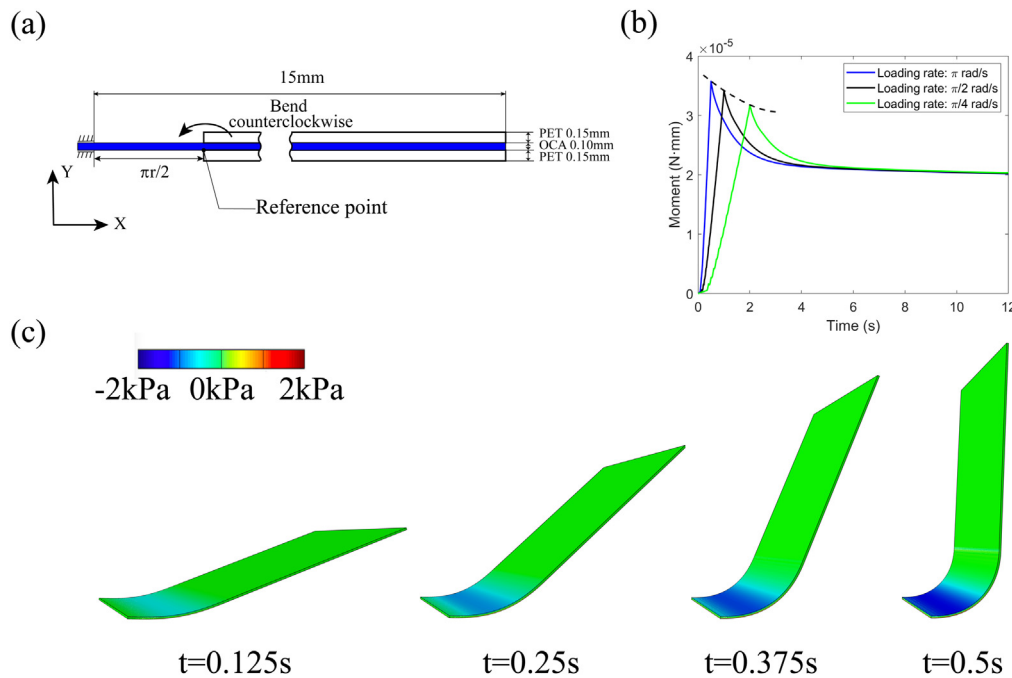 (a)
15mm
Bend
counterclockwise
PET 0.15mm
OCA 0.10mm
PET 0.15mm
πr/2
Y
X
Reference point
(b)
×10⁻⁵
4
3
2
1
0
Moment (N·mm)
Loading rate: π rad/s
Loading rate: π/2 rad/s
Loading rate: π/4 rad/s
0 2 4 6 8 10 12
Time (s)
(c)
-2kPa 0kPa 2kPa
t=0.125s t=0.25s t=0.375s t=0.5s